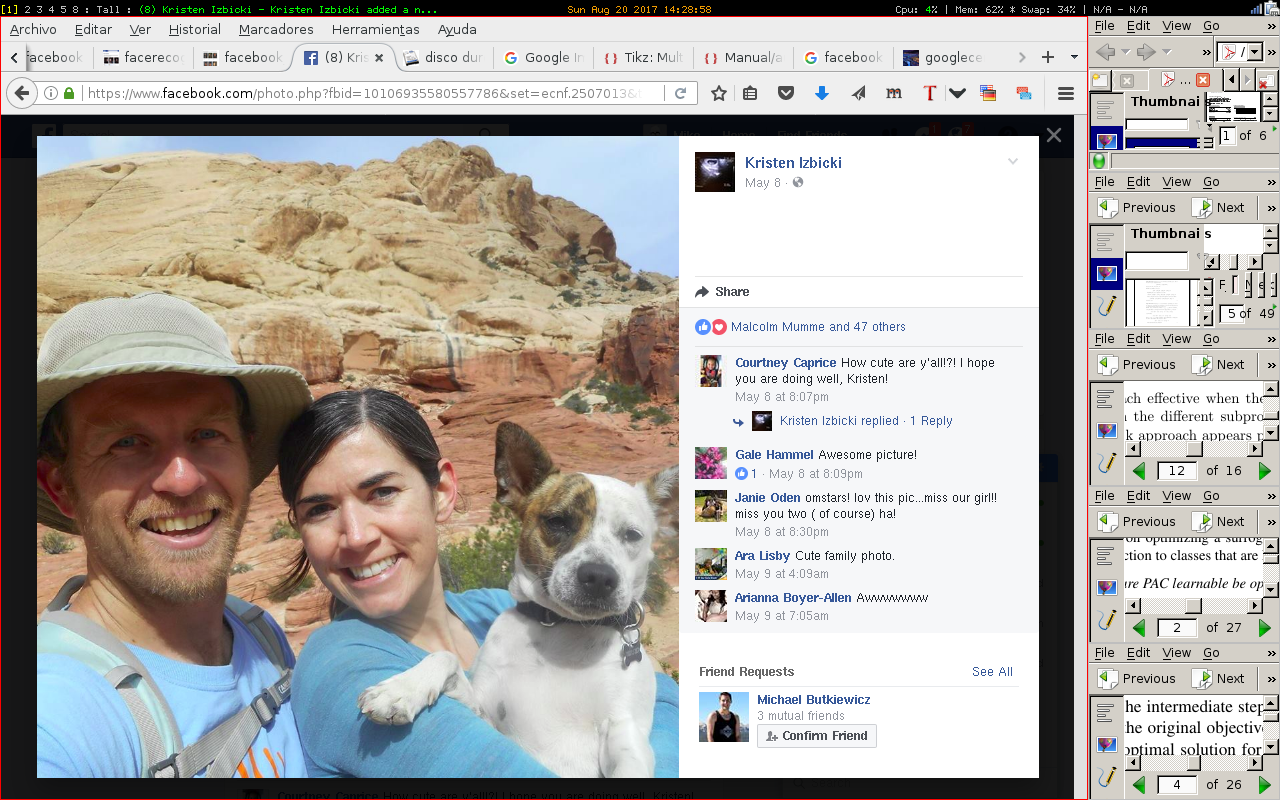 [1] 2 3 4 5 8 : Tall : (8) Kristen Izbicki - Kristen Izbicki added a n...
Sun Aug 20 2017 14:28:58
Cpu: 4% | Mem: 62% * Swap: 34% | N/A - N/A
Archivo Editar Ver Historial Marcadores Herramientas Ayuda
facebook
facereco
facebook
(8) Kris
disco dur
Google In
Tikz: Mult
Manual/a
facebook
googlece
https://www.facebook.com/photo.php?fbid=1010935580557786&set=ecnf.2507013&
Kristen Izbicki
May 8 ·
Share
Malcolm Mumme and 47 others
Courtney Caprice How cute are y'all!?! I hope
you are doing well, Kristen!
May 8 at 8:07pm
Kristen Izbicki replied · 1 Reply
Gale Hammel Awesome picture!
1 · May 8 at 8:09pm
Janie Oden omstars! lov this pic...miss our girl!!
miss you two ( of course) ha!
May 8 at 8:30pm
Ara Lisby Cute family photo.
May 9 at 4:09am
Arianna Boyer-Allen Awwwwwww
May 9 at 7:05am
Friend Requests See All
Michael Butkiewicz
3 mutual friends
Confirm Friend
Courtney Caprice How cute are y'all!?! I hope you are doing well, Kristen!
File Edit View Go »
» /
...
Thumbnai s
1 of 6
File Edit View Go
Previous Next »
Thumbnai s
F.
5 of 49
File Edit View Go »
Previous Next »
ch effective when the
the different subpro
k approach appears p
12 of 16
File Edit View Go »
Previous Next »
on optimizing a surrog
ction to classes that are
are PAC learnable be op
2 of 27
File Edit View Go »
Previous Next »
he intermediate step
the original objectiv
optimal solution for
4 of 26